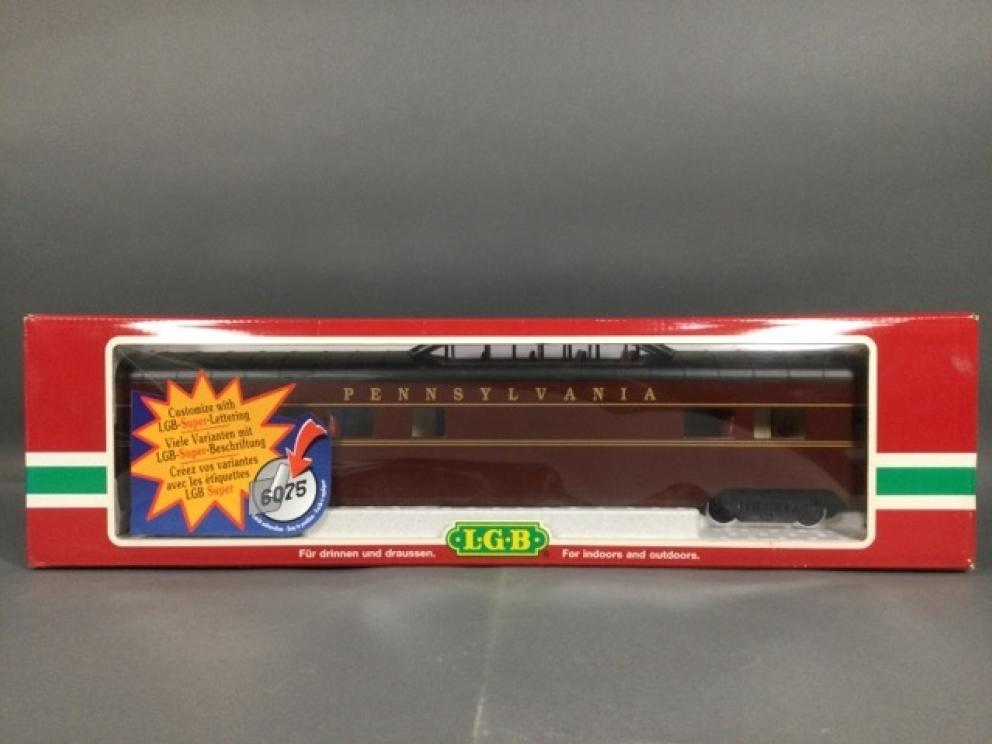 PENNSYLVANIA
Customize with
LGB-Super-Lettering
Viele Varianten mit
LGB-Super-Beschriftung
Créez vos variantes
avec les étiquettes
LGB Super
6075
Für drinnen und draussen.
L·G·B
®
For indoors and outdoors.